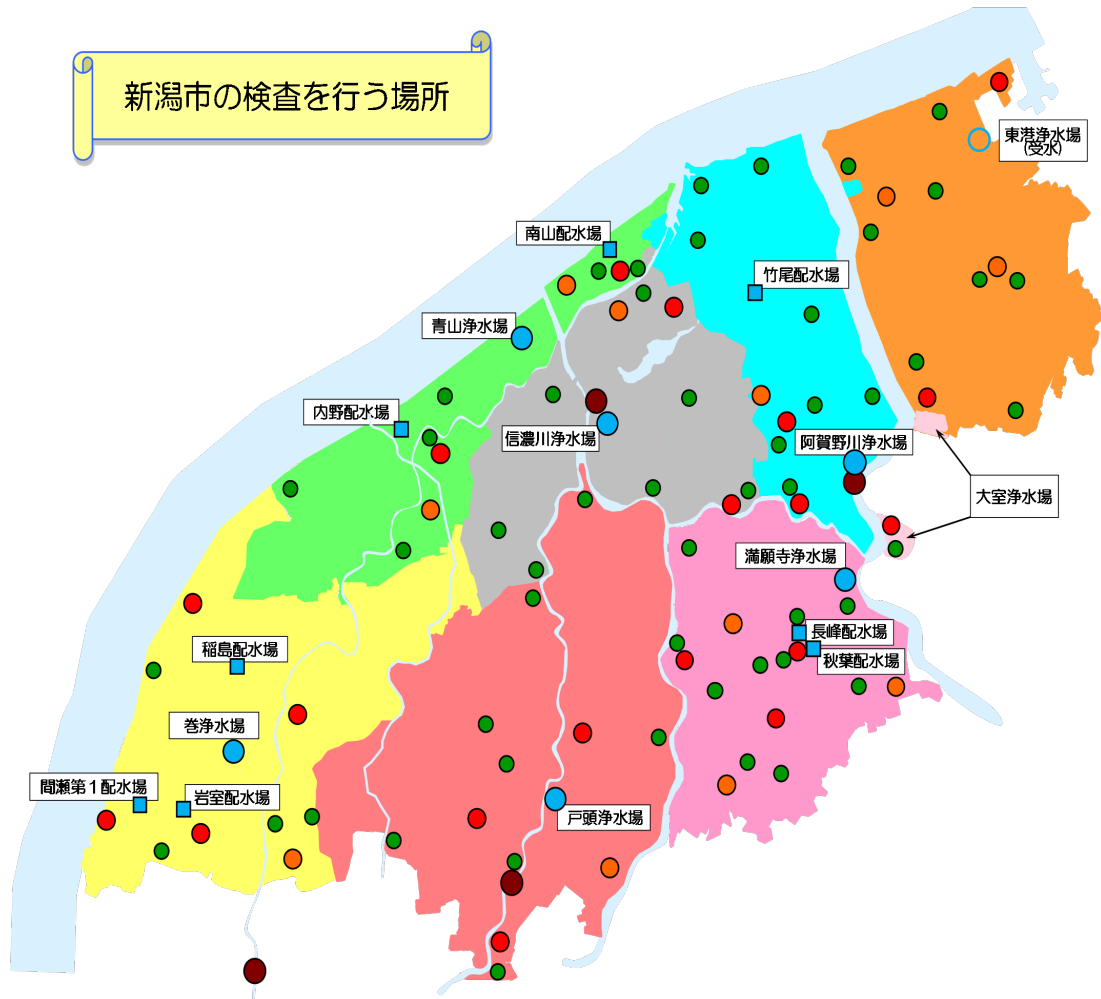 新潟市の検査を行う場所
東港浄水場
(受水)
南山配水場
竹尾配水場
青山浄水場
内野配水場
信濃川浄水場
阿賀野川浄水場
大室浄水場
満願寺浄水場
長峰配水場
稲島配水場
秋葉配水場
巻浄水場
間瀬第1配水場
岩室配水場
戸頭浄水場